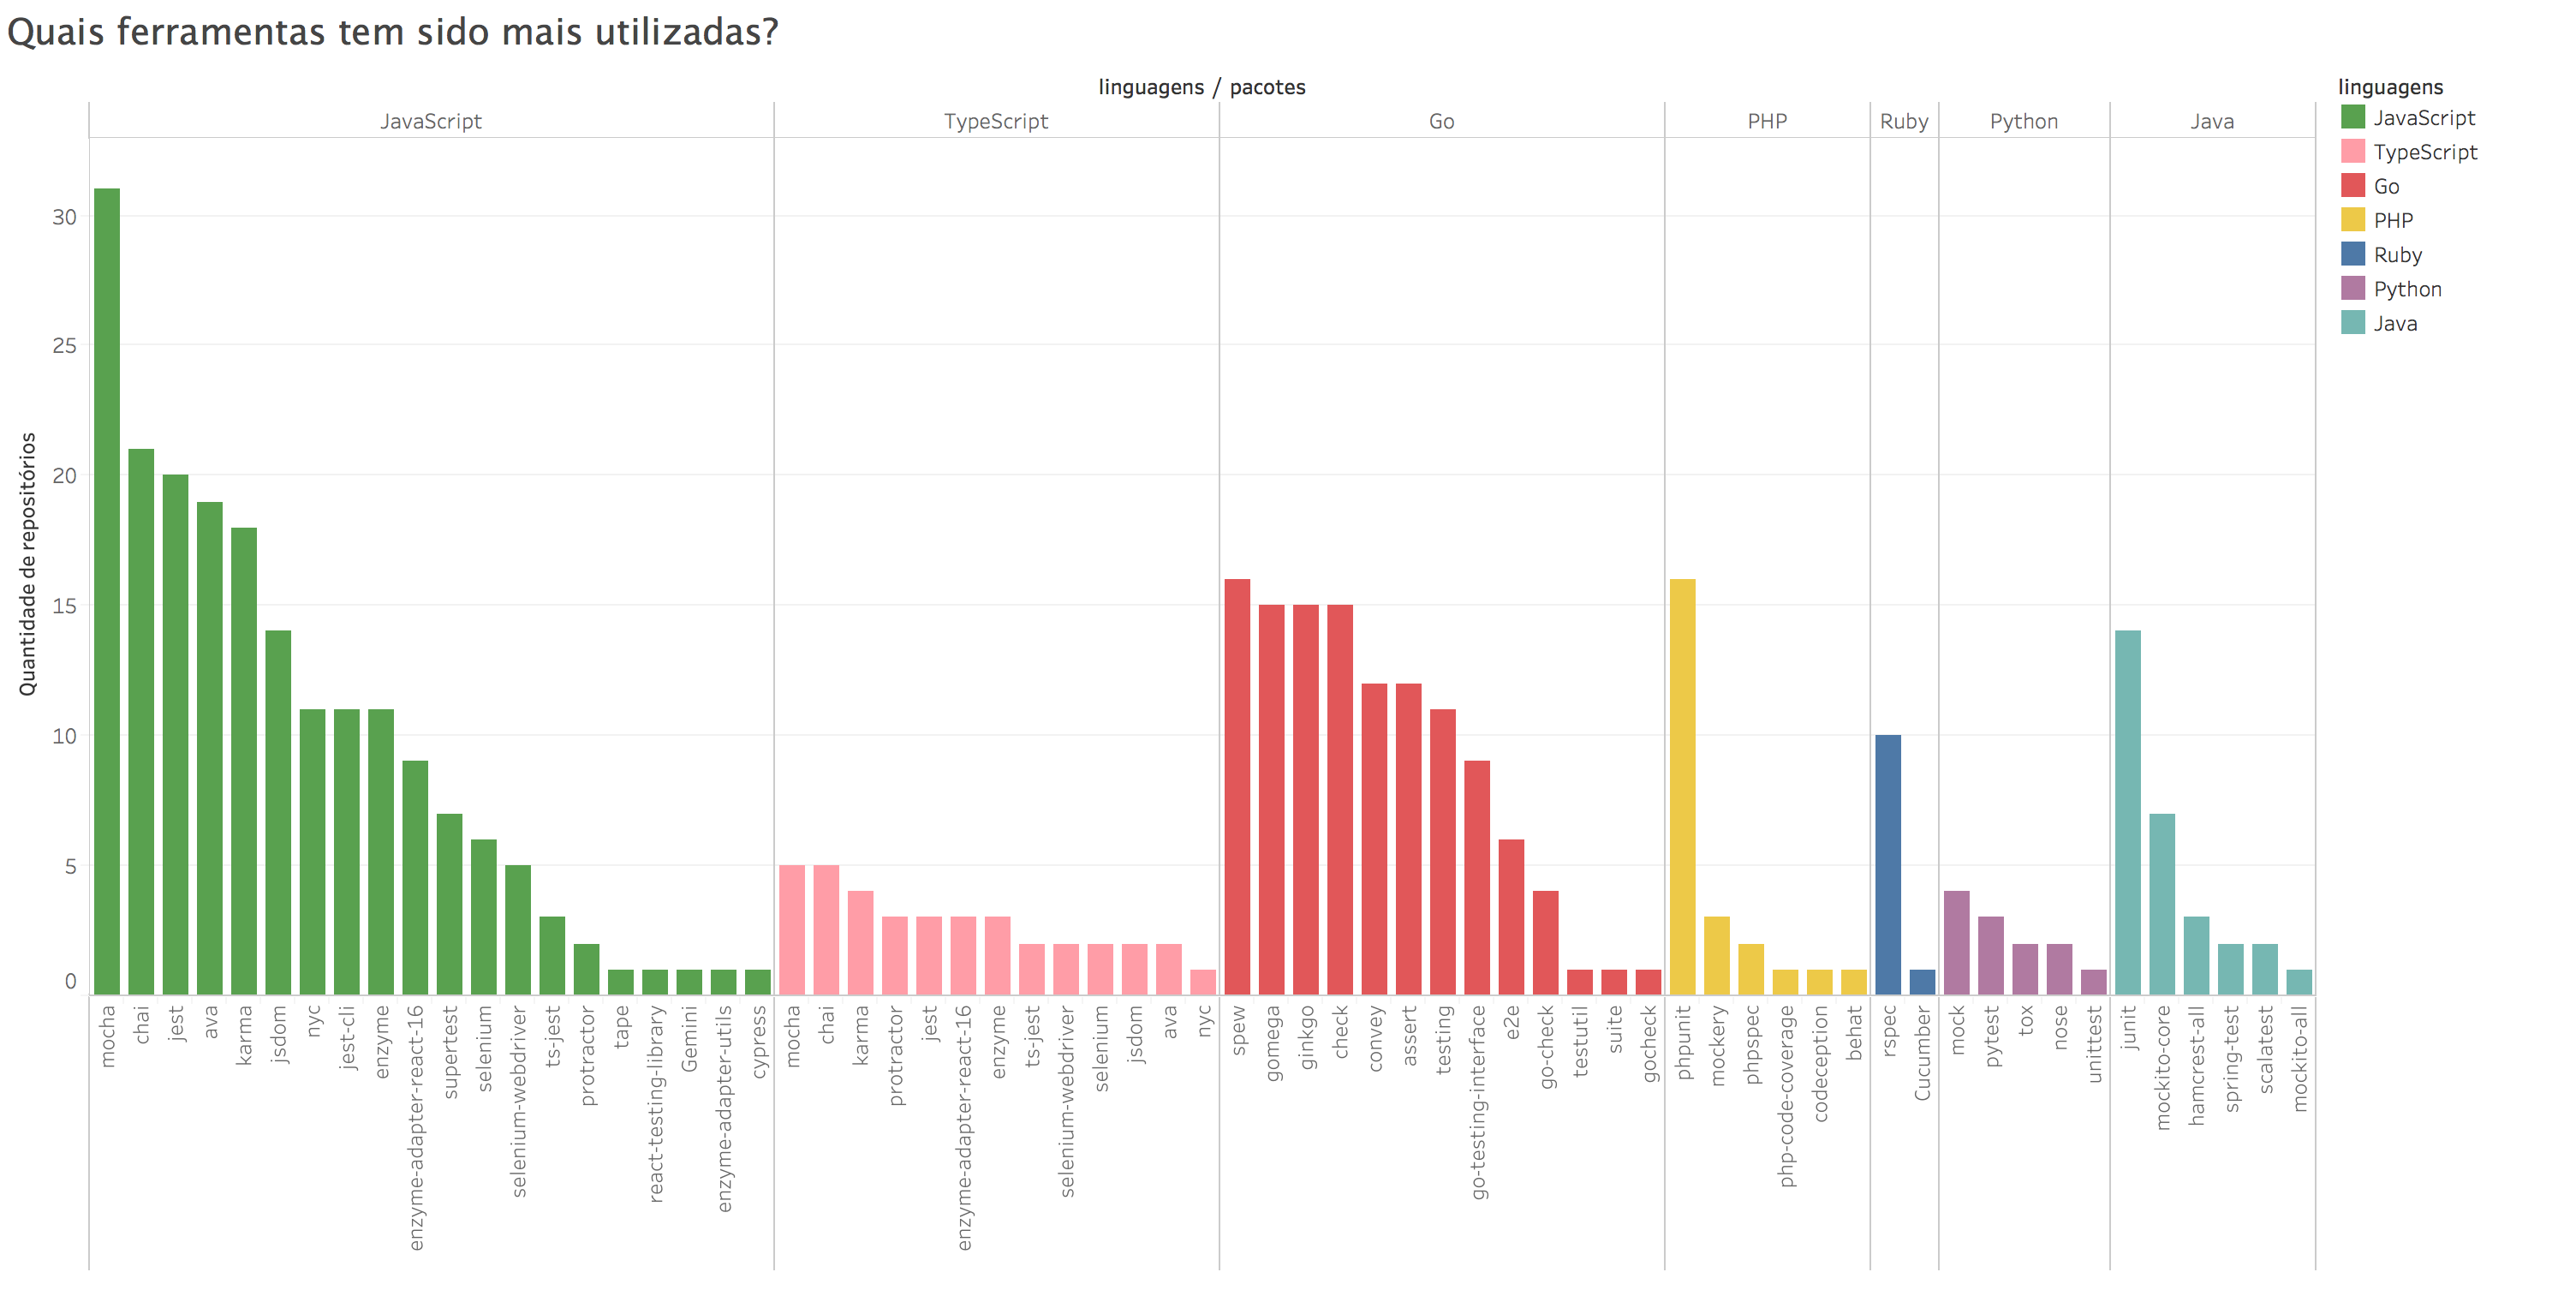 Quais ferramentas tem sido mais utilizadas?
linguagens / pacotes
JavaScript TypeScript Go PHP Ruby Python Java
Quantidade de repositórios
30
25
20
15
10
5
0
mocha
chai
jest
ava
karma
jsdom
nyc
jest-cli
enzyme
enzyme-adapter-react-16
supertest
selenium
selenium-webdriver
ts-jest
protractor
tape
react-testing-library
Gemini
enzyme-adapter-utils
cypress
mocha
chai
karma
protractor
jest
enzyme-adapter-react-16
enzyme
ts-jest
selenium-webdriver
selenium
jsdom
ava
nyc
spew
gomega
ginkgo
check
convey
assert
testing
go-testing-interface
e2e
go-check
testutil
suite
gocheck
phpunit
mockery
phpspec
php-code-coverage
codeception
behat
rspec
Cucumber
mock
pytest
tox
nose
unittest
junit
mockito-core
hamcrest-all
spring-test
scalatest
mockito-all
linguagens
JavaScript
TypeScript
Go
PHP
Ruby
Python
Java